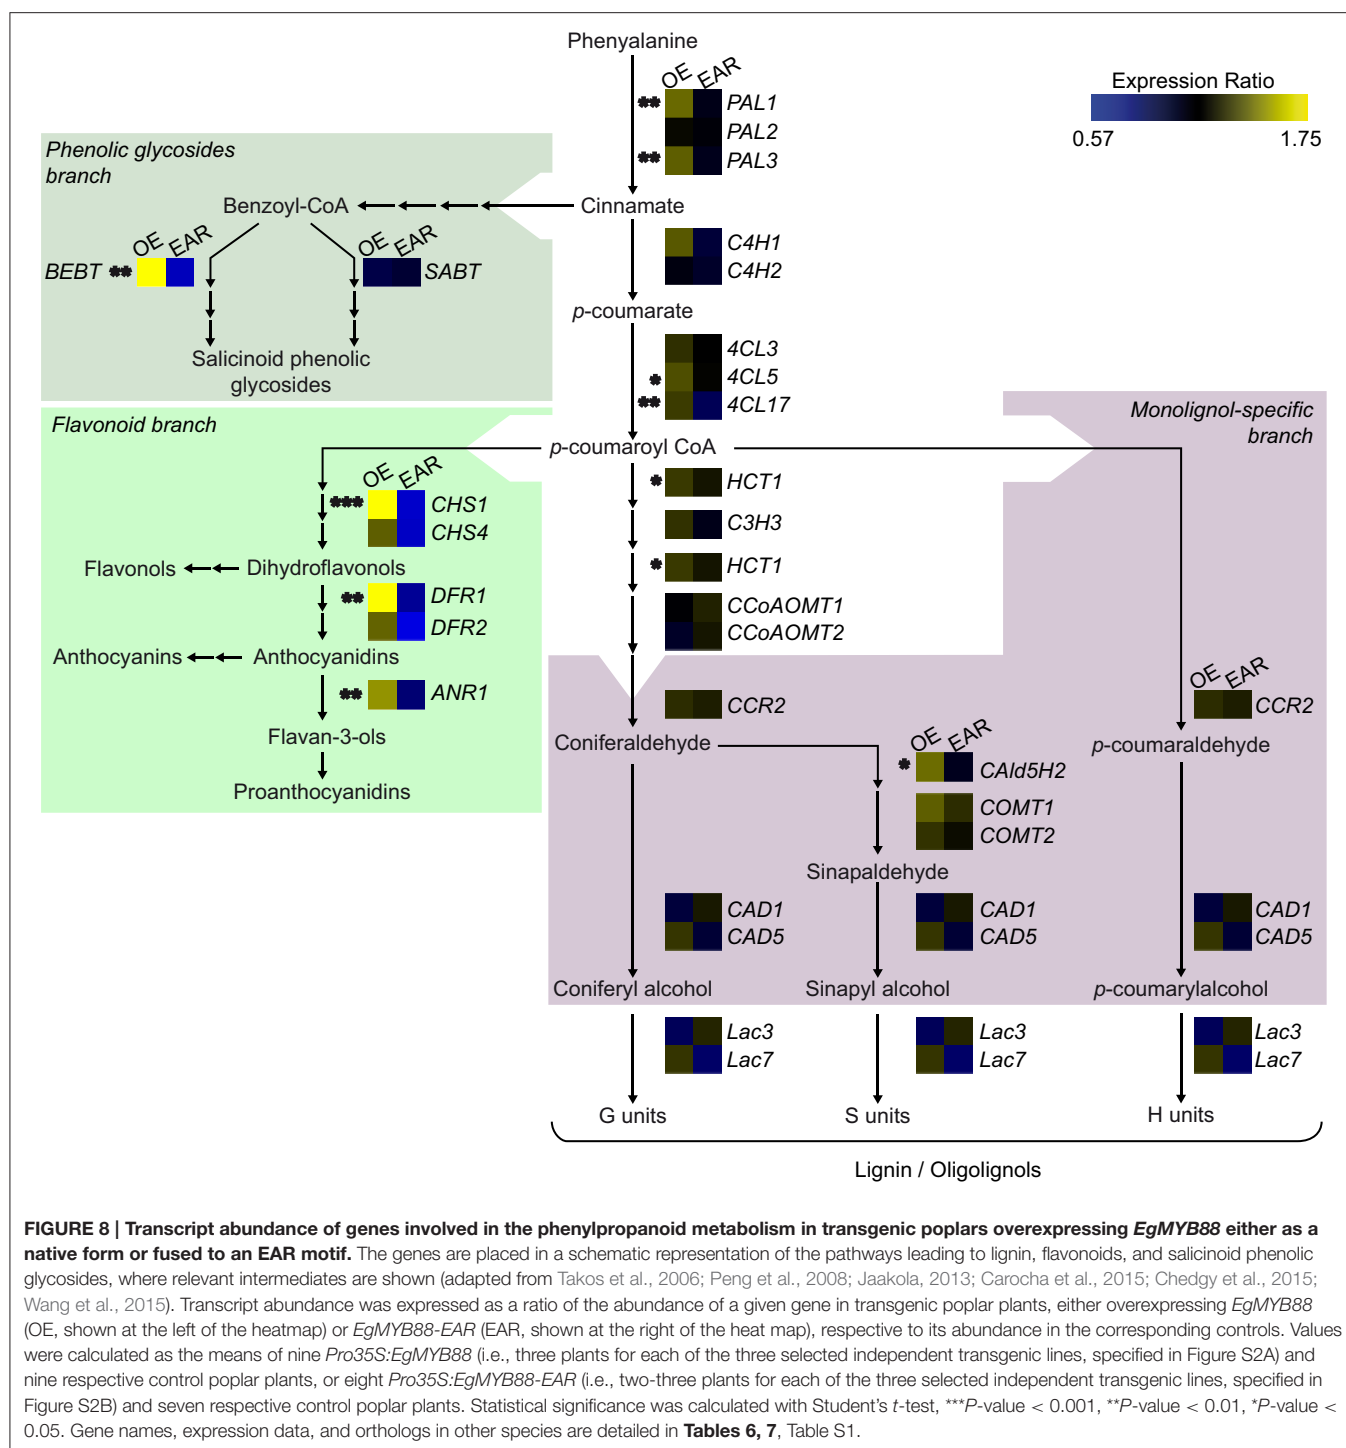 Phenyalanine
OE EAR
** PAL1
PAL2
** PAL3
Expression Ratio
0.57 1.75
Phenolic glycosides
branch
Benzoyl-CoA
Cinnamate
OE EAR
BEBT **
OE EAR
SABT
C4H1
C4H2
p-coumarate
Salicinoid phenolic
glycosides
4CL3
* 4CL5
** 4CL17
Flavonoid branch
Monolignol-specific
branch
p-coumaroyl CoA
OE EAR
*** CHS1
CHS4
* HCT1
C3H3
* HCT1
Flavonols
Dihydroflavonols
** DFR1
DFR2
CCoAOMT1
CCoAOMT2
Anthocyanins
Anthocyanidins
** ANR1
Flavan-3-ols
Proanthocyanidins
CCR2
OE EAR
CCR2
Coniferaldehyde
p-coumaraldehyde
OE EAR
* CAld5H2
COMT1
COMT2
Sinapaldehyde
CAD1
CAD5
CAD1
CAD5
CAD1
CAD5
Coniferyl alcohol
Sinapyl alcohol
p-coumarylalcohol
Lac3
Lac7
Lac3
Lac7
Lac3
Lac7
G units
S units
H units
Lignin / Oligolignols
FIGURE 8 | Transcript abundance of genes involved in the phenylpropanoid metabolism in transgenic poplars overexpressing EgMYB88 either as a
native form or fused to an EAR motif. The genes are placed in a schematic representation of the pathways leading to lignin, flavonoids, and salicinoid phenolic
glycosides, where relevant intermediates are shown (adapted from Takos et al., 2006; Peng et al., 2008; Jaakola, 2013; Carocha et al., 2015; Chedgy et al., 2015;
Wang et al., 2015). Transcript abundance was expressed as a ratio of the abundance of a given gene in transgenic poplar plants, either overexpressing EgMYB88
(OE, shown at the left of the heatmap) or EgMYB88-EAR (EAR, shown at the right of the heat map), respective to its abundance in the corresponding controls. Values
were calculated as the means of nine Pro35S:EgMYB88 (i.e., three plants for each of the three selected independent transgenic lines, specified in Figure S2A) and
nine respective control poplar plants, or eight Pro35S:EgMYB88-EAR (i.e., two-three plants for each of the three selected independent transgenic lines, specified in
Figure S2B) and seven respective control poplar plants. Statistical significance was calculated with Student's t-test, ***P-value < 0.001, **P-value < 0.01, *P-value <
0.05. Gene names, expression data, and orthologs in other species are detailed in Tables 6, 7, Table S1.